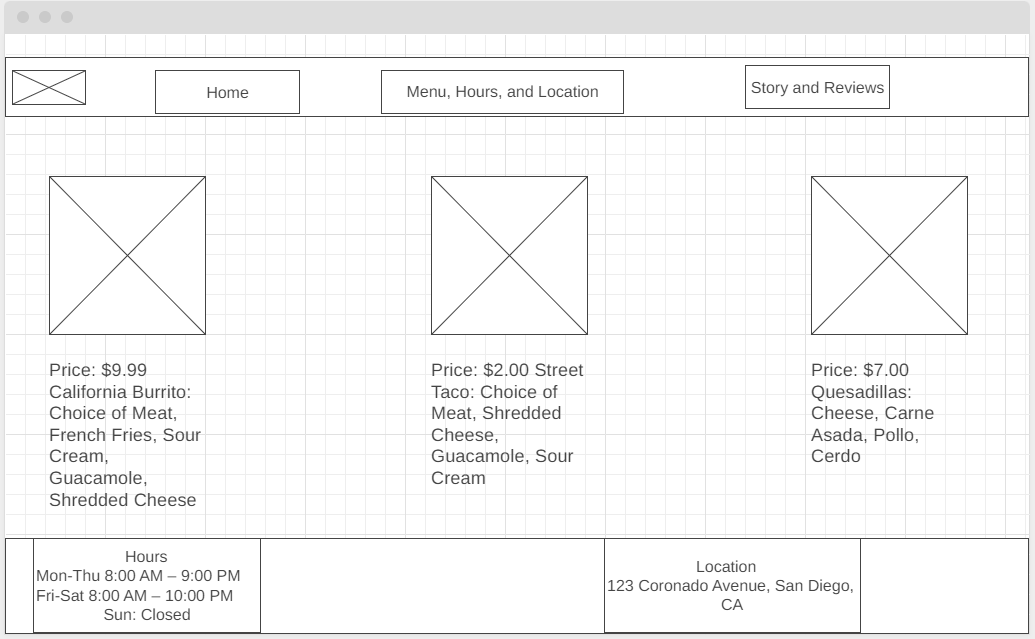 Home
Menu, Hours, and Location
Story and Reviews
Price: $9.99
California Burrito:
Choice of Meat,
French Fries, Sour
Cream,
Guacamole,
Shredded Cheese
Price: $2.00 Street
Taco: Choice of
Meat, Shredded
Cheese,
Guacamole, Sour
Cream
Price: $7.00
Quesadillas:
Cheese, Carne
Asada, Pollo,
Cerdo
Hours
Mon-Thu 8:00 AM – 9:00 PM
Fri-Sat 8:00 AM – 10:00 PM
Sun: Closed
Location
123 Coronado Avenue, San Diego,
CA